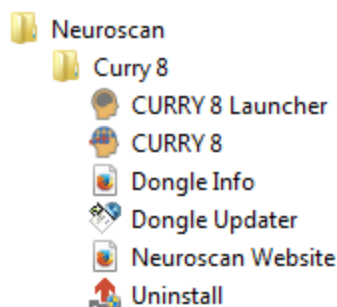 Neuroscan
Curry 8
CURRY 8 Launcher
CURRY 8
Dongle Info
Dongle Updater
Neuroscan Website
Uninstall